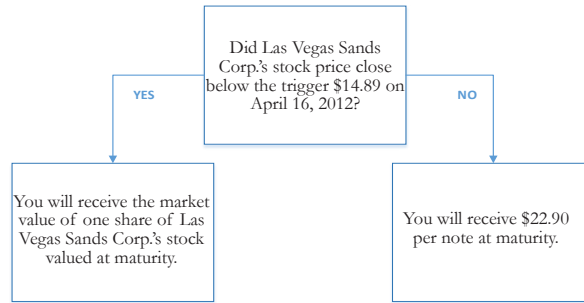 Did Las Vegas Sands
Corp.'s stock price close
below the trigger $14.89 on
April 16, 2012?
YES
NO
You will receive the market
value of one share of Las
Vegas Sands Corp.'s stock
valued at maturity.
You will receive $22.90
per note at maturity.